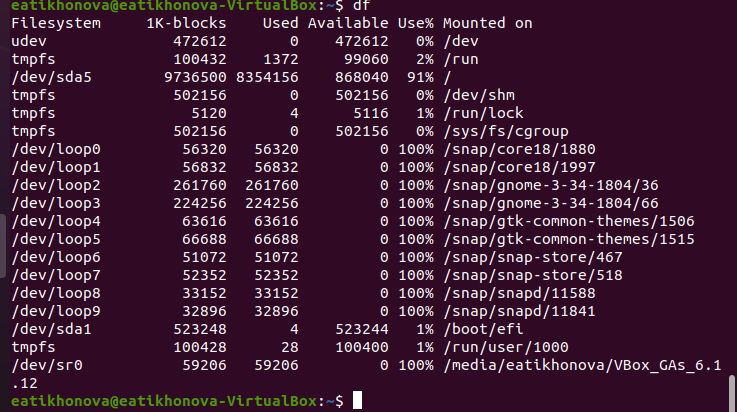 eatikhonova@eatikhonova-VirtualBox:~$ df
Filesystem     1K-blocks    Used Available Use% Mounted on
udev              472612       0    472612   0% /dev
tmpfs             100432    1372     99060   2% /run
/dev/sda5        9736500 8354156    868040  91% /
tmpfs             502156       0    502156   0% /dev/shm
tmpfs               5120       4      5116   1% /run/lock
tmpfs             502156       0    502156   0% /sys/fs/cgroup
/dev/loop0         56320   56320         0 100% /snap/core18/1880
/dev/loop1         56832   56832         0 100% /snap/core18/1997
/dev/loop2        261760  261760         0 100% /snap/gnome-3-34-1804/36
/dev/loop3        224256  224256         0 100% /snap/gnome-3-34-1804/66
/dev/loop4         63616   63616         0 100% /snap/gtk-common-themes/1506
/dev/loop5         66688   66688         0 100% /snap/gtk-common-themes/1515
/dev/loop6         51072   51072         0 100% /snap/snap-store/467
/dev/loop7         52352   52352         0 100% /snap/snap-store/518
/dev/loop8         33152   33152         0 100% /snap/snapd/11588
/dev/loop9         32896   32896         0 100% /snap/snapd/11841
/dev/sda1         523248       4    523244   1% /boot/efi
tmpfs             100428      28    100400   1% /run/user/1000
/dev/sr0           59206   59206         0 100% /media/eatikhonova/VBox_GAs_6.1
.12
eatikhonova@eatikhonova-VirtualBox:~$